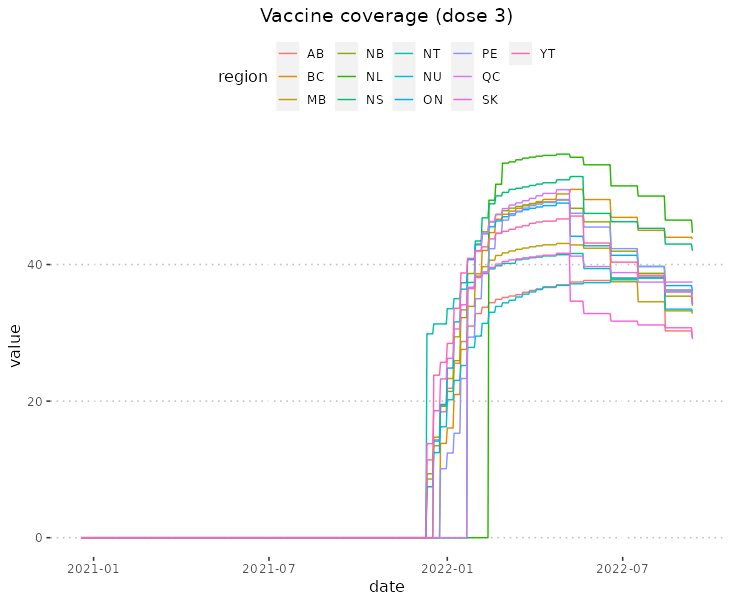 Vaccine coverage (dose 3)
region
AB NB NT PE YT
BC NL NU QC
MB NS ON SK
value
40
20
0
2021-01 2021-07 2022-01 2022-07
date